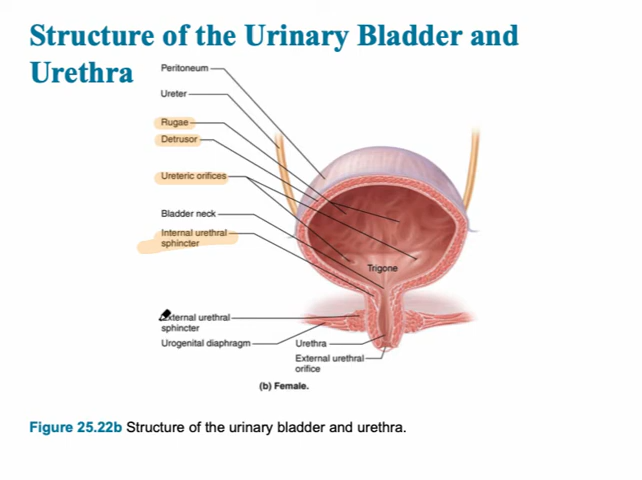 Structure of the Urinary Bladder and
Urethra
Peritoneum
Ureter
Rugae
Detrusor
Ureteric orifices
Bladder neck
Internal urethral
sphincter
Trigone
External urethral
sphincter
Urogenital diaphragm
Urethra
External urethral
orifice
(b) Female.
Figure 25.22b Structure of the urinary bladder and urethra.